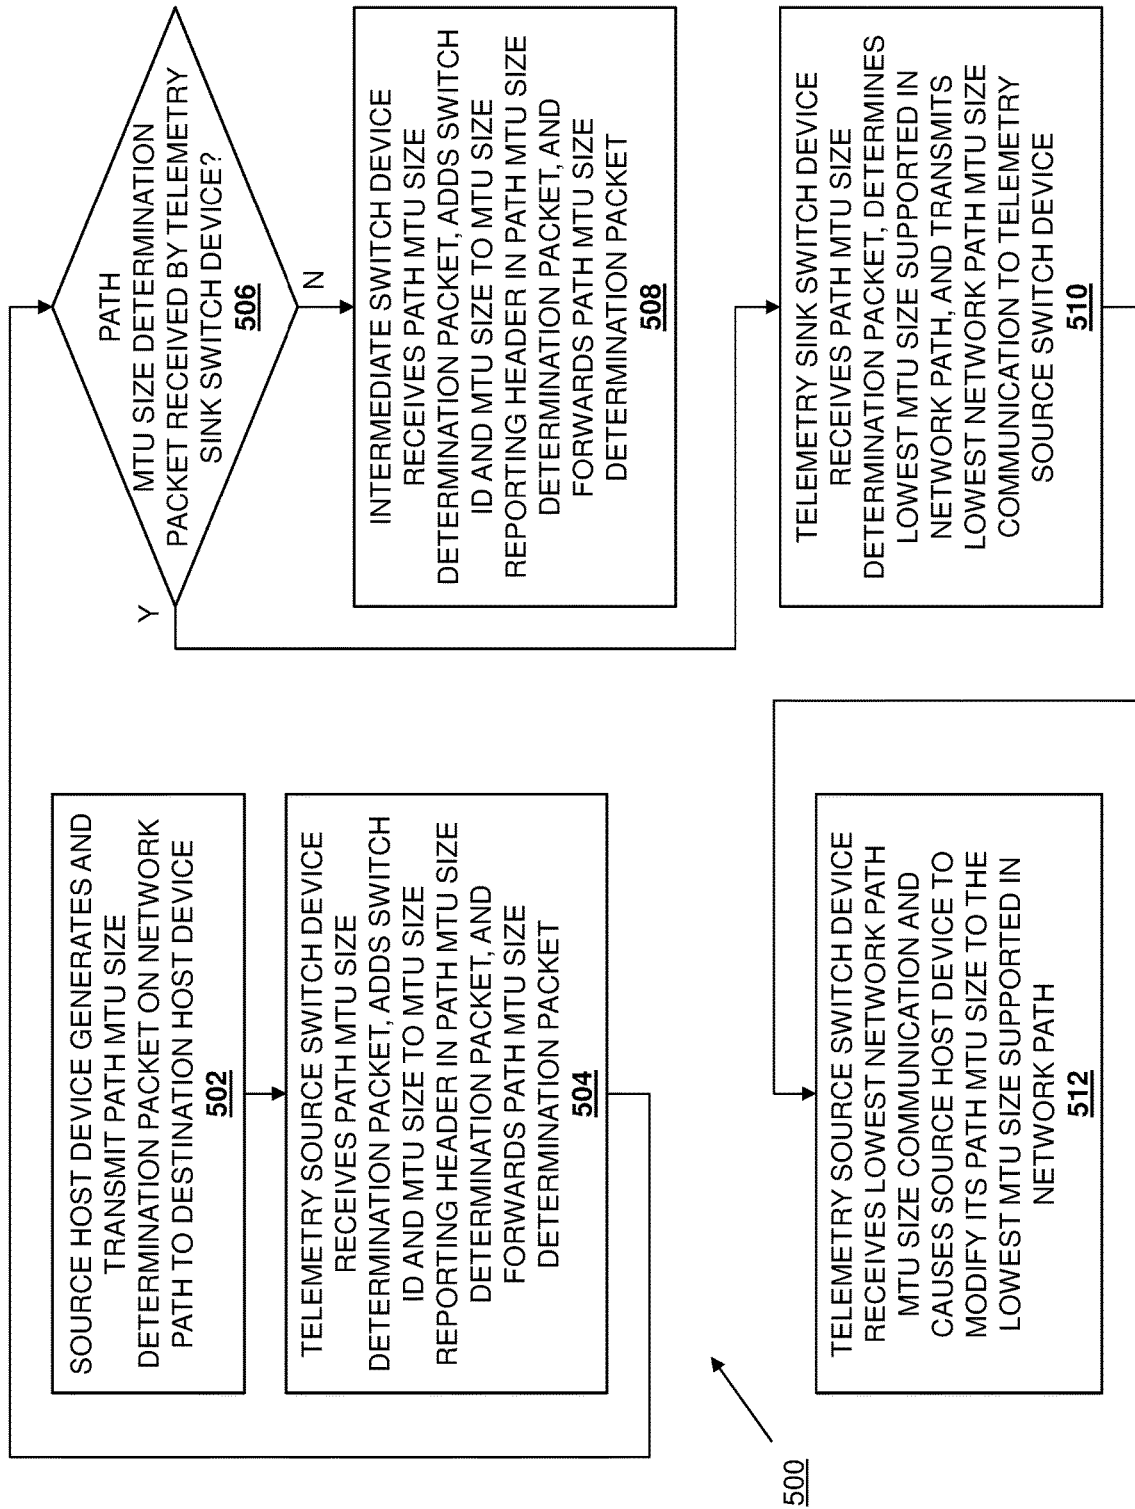 SOURCE HOST DEVICE GENERATES AND
TRANSMIT PATH MTU SIZE
DETERMINATION PACKET ON NETWORK
PATH TO DESTINATION HOST DEVICE
502
TELEMETRY SOURCE SWITCH DEVICE
RECEIVES PATH MTU SIZE
DETERMINATION PACKET, ADDS SWITCH
ID AND MTU SIZE TO MTU SIZE
REPORTING HEADER IN PATH MTU SIZE
DETERMINATION PACKET, AND
FORWARDS PATH MTU SIZE
DETERMINATION PACKET
504
PATH
MTU SIZE DETERMINATION
PACKET RECEIVED BY TELEMETRY
SINK SWITCH DEVICE?
506
Y
N
INTERMEDIATE SWITCH DEVICE
RECEIVES PATH MTU SIZE
DETERMINATION PACKET, ADDS SWITCH
ID AND MTU SIZE TO MTU SIZE
REPORTING HEADER IN PATH MTU SIZE
DETERMINATION PACKET, AND
FORWARDS PATH MTU SIZE
DETERMINATION PACKET
508
TELEMETRY SINK SWITCH DEVICE
RECEIVES PATH MTU SIZE
DETERMINATION PACKET, DETERMINES
LOWEST MTU SIZE SUPPORTED IN
NETWORK PATH, AND TRANSMITS
LOWEST NETWORK PATH MTU SIZE
COMMUNICATION TO TELEMETRY
SOURCE SWITCH DEVICE
510
TELEMETRY SOURCE SWITCH DEVICE
RECEIVES LOWEST NETWORK PATH
MTU SIZE COMMUNICATION AND
CAUSES SOURCE HOST DEVICE TO
MODIFY ITS PATH MTU SIZE TO THE
LOWEST MTU SIZE SUPPORTED IN
NETWORK PATH
512
500